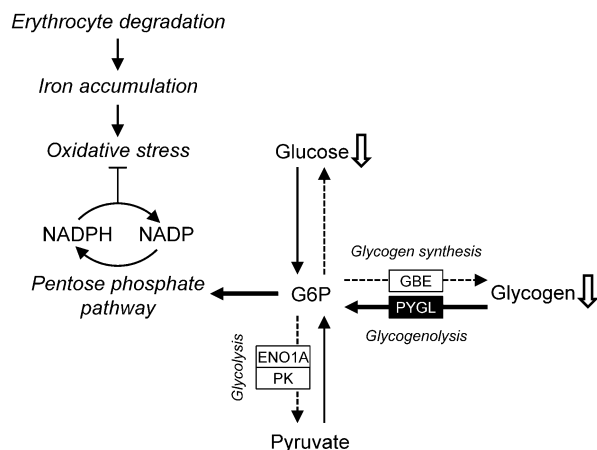 Erythrocyte degradation
Iron accumulation
Oxidative stress
NADPH
NADP
Pentose phosphate
pathway
Glucose
G6P
Glycogen synthesis
GBE
Glycogen
PYGL
Glycogenolysis
Glycolysis
ENO1A
PK
Pyruvate